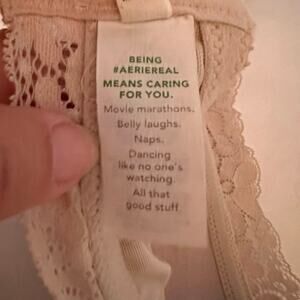 BEING
#AERIEREAL
MEANS CARING
FOR YOU.
Movie marathons.
Belly laughs.
Naps.
Dancing
like no one's
watching.
All that
good stuff.